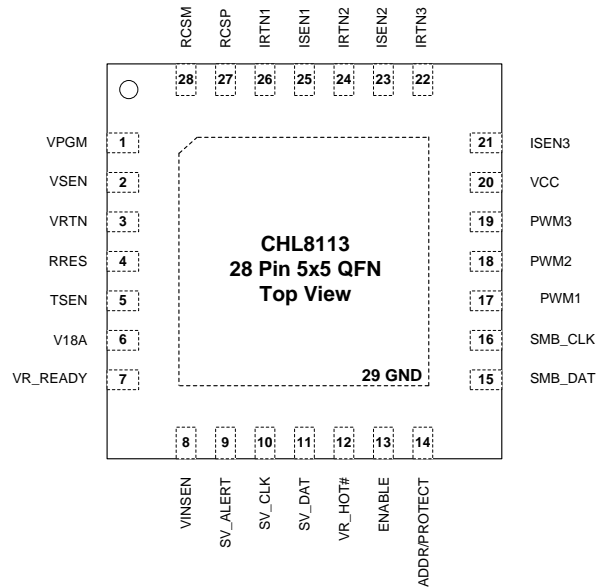 RCSM
RCSP
IRTN1
ISEN1
IRTN2
ISEN2
IRTN3
28
27
26
25
24
23
22
VPGM 1
VSEN 2
VRTN 3
RRES 4
TSEN 5
V18A 6
VR_READY 7
CHL8113
28 Pin 5x5 QFN
Top View
29 GND
21 ISEN3
20 VCC
19 PWM3
18 PWM2
17 PWM1
16 SMB_CLK
15 SMB_DAT
8
9
10
11
12
13
14
VINSEN
SV_ALERT
SV_CLK
SV_DAT
VR_HOT#
ENABLE
ADDR/PROTECT